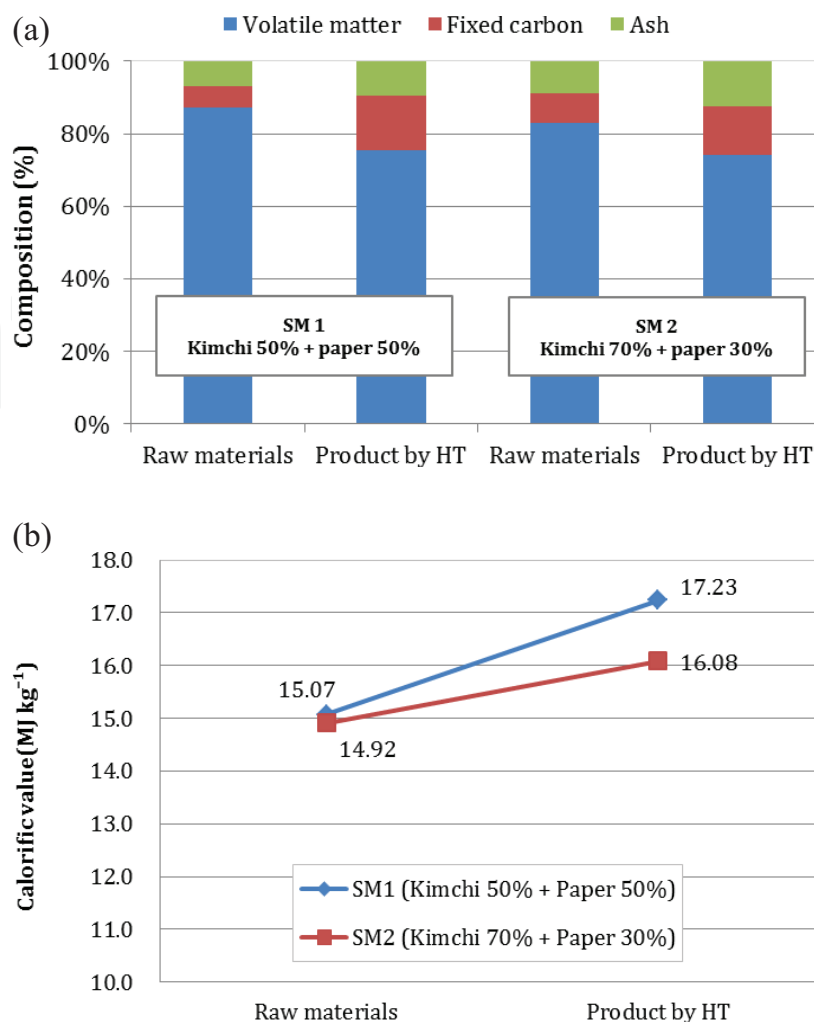 (a)
Volatile matter Fixed carbon Ash
Composition (%)
100%
80%
60%
40%
20%
0%
SM 1
Kimchi 50% + paper 50%
SM 2
Kimchi 70% + paper 30%
Raw materials Product by HT Raw materials Product by HT
(b)
Calorific value(MJ kg⁻¹)
18.0
17.0
16.0
15.0
14.0
13.0
12.0
11.0
10.0
17.23
16.08
15.07
14.92
SM1 (Kimchi 50% + Paper 50%)
SM2 (Kimchi 70% + Paper 30%)
Raw materials Product by HT